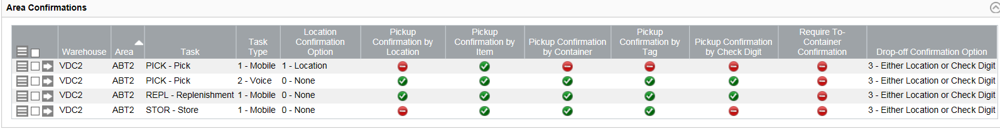 Area Confirmations
Warehouse Area Task Task Type Location Confirmation Option Pickup Confirmation by Location Pickup Confirmation by Item Pickup Confirmation by Container Pickup Confirmation by Tag Pickup Confirmation by Check Digit Require To-Container Confirmation Drop-off Confirmation Option
VDC2 ABT2 PICK - Pick 1 - Mobile 1 - Location 3 - Either Location or Check Digit
VDC2 ABT2 PICK - Pick 2 - Voice 0 - None 3 - Either Location or Check Digit
VDC2 ABT2 REPL - Replenishment 1 - Mobile 0 - None 3 - Either Location or Check Digit
VDC2 ABT2 STOR - Store 1 - Mobile 0 - None 3 - Either Location or Check Digit